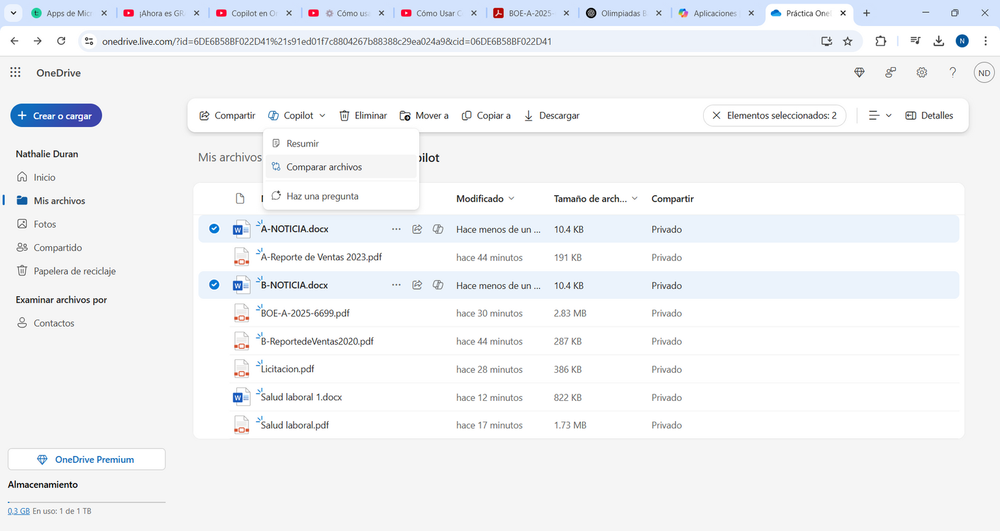 Apps de Micr
¡Ahora es GRA
Copilot en On
Cómo usa
Cómo Usar C
BOE-A-2025-
Olimpiadas B
Aplicaciones
Práctica OneD
onedrive.live.com/?id=6DE6B58BF022D41%21s91ed01f7c8804267b88388c29ea024a9&cid=06DE6B58BF022D41
N
OneDrive
ND
Crear o cargar
Compartir
Copilot
Eliminar
Mover a
Copiar a
Descargar
Elementos seleccionados: 2
Detalles
Resumir
Comparar archivos
Haz una pregunta
Nathalie Duran
Inicio
Mis archivos
Fotos
Compartido
Papelera de reciclaje
Examinar archivos por
Contactos
Mis archivos
pilot
Modificado
Tamaño de arch...
Compartir
A-NOTICIA.docx ··· Hace menos de un ... 10.4 KB Privado
A-Reporte de Ventas 2023.pdf hace 44 minutos 191 KB Privado
B-NOTICIA.docx ··· Hace menos de un ... 10.4 KB Privado
BOE-A-2025-6699.pdf hace 30 minutos 2.83 MB Privado
B-ReportedeVentas2020.pdf hace 44 minutos 287 KB Privado
Licitacion.pdf hace 28 minutos 386 KB Privado
Salud laboral 1.docx hace 12 minutos 822 KB Privado
Salud laboral.pdf hace 17 minutos 1.73 MB Privado
OneDrive Premium
Almacenamiento
0,3 GB En uso: 1 de 1 TB